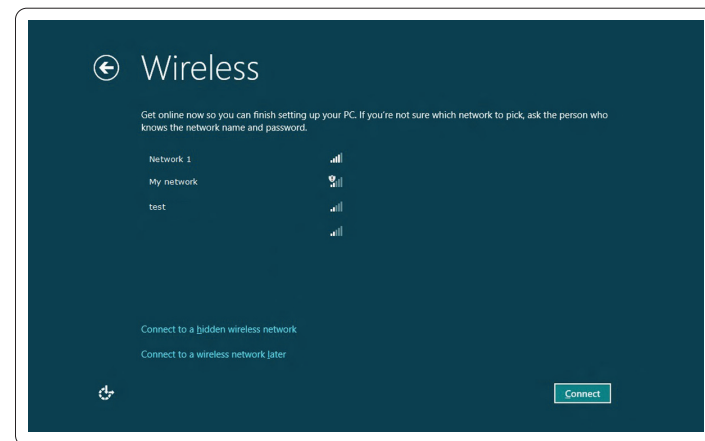 Wireless
Get online now so you can finish setting up your PC. If you're not sure which network to pick, ask the person who
knows the network name and password.
Network 1
My network
test
Connect to a hidden wireless network
Connect to a wireless network later
Connect